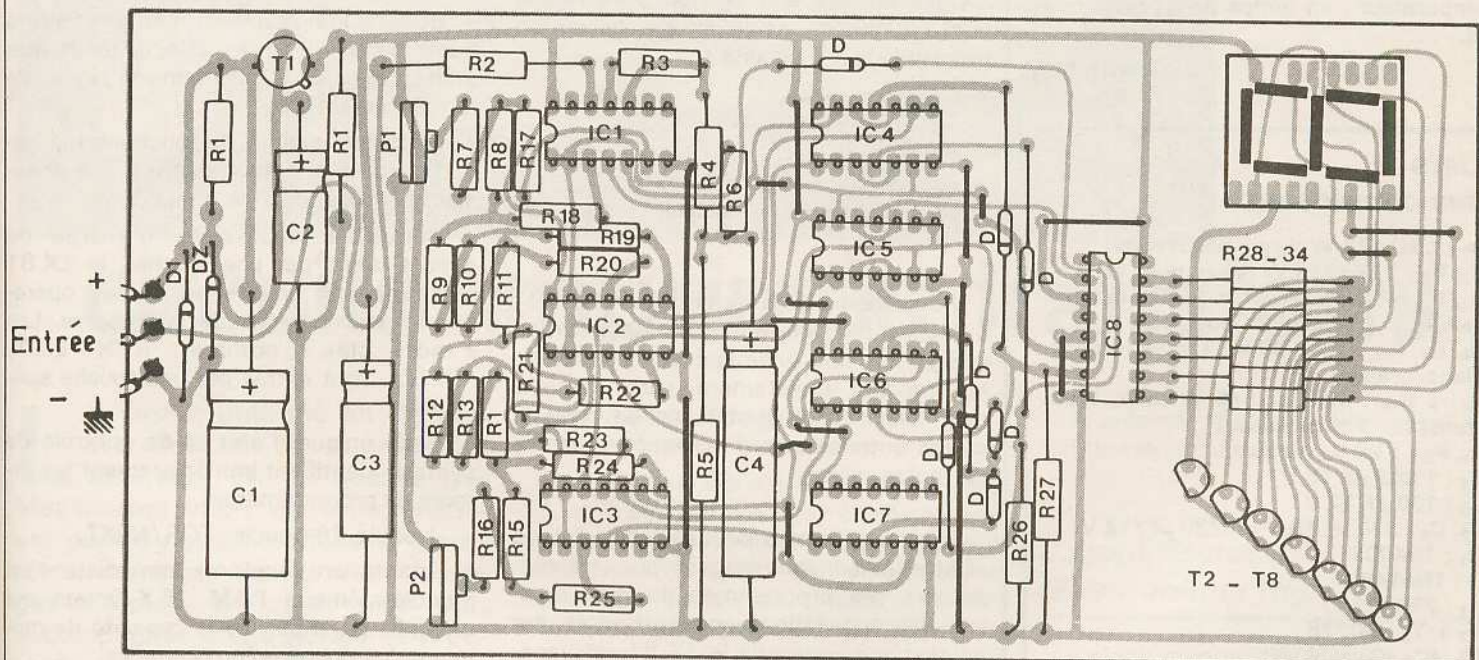 D
T1
R2
R3
R1
R1
P1
R7
R8
R17
IC1
IC4
R4
R6
C2
R18
R19
R20
IC5
D
D
R28_34
D1
DZ
+
R9
R10
R11
IC2
IC8
Entrée
-
R21
R22
IC6
D
D
D
D
R12
R13
R1
C3
R23
R24
R5
C4
C1
IC3
IC7
R27
R26
R16
R15
P2
R25
T2 _ T8
+
+
+
+